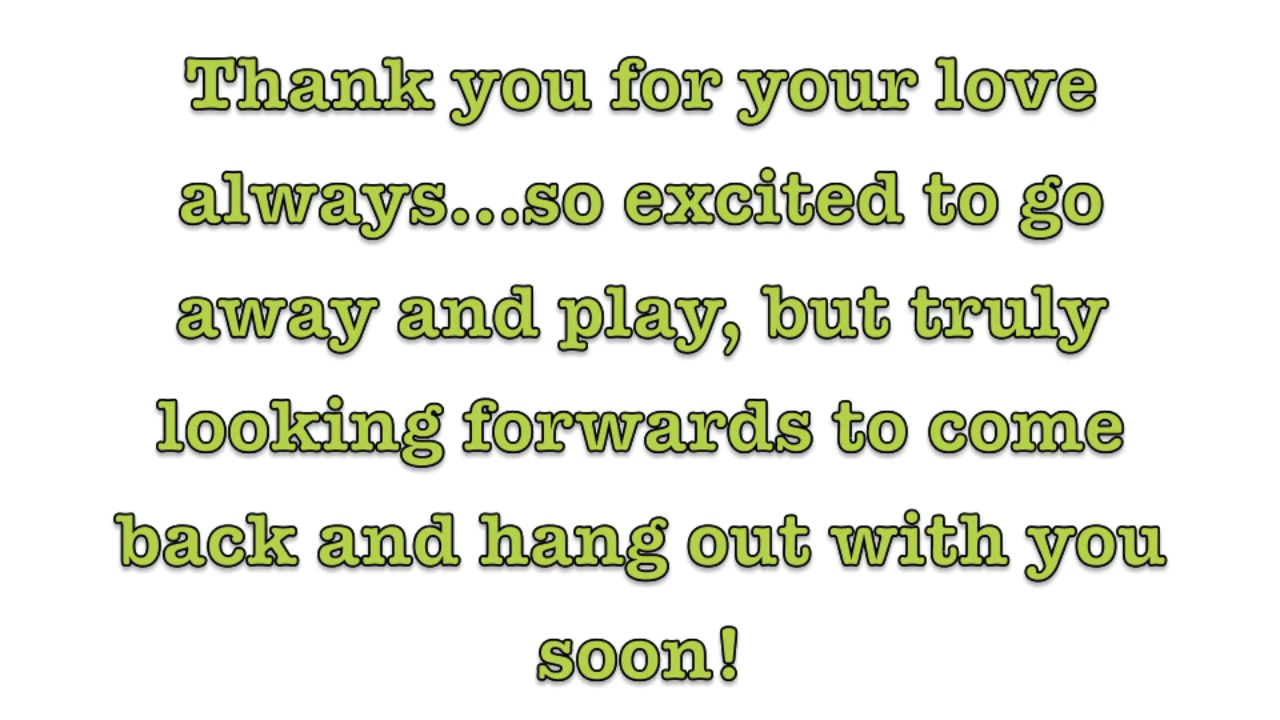 Thank you for your love
always...so excited to go
away and play, but truly
looking forwards to come
back and hang out with you
soon!